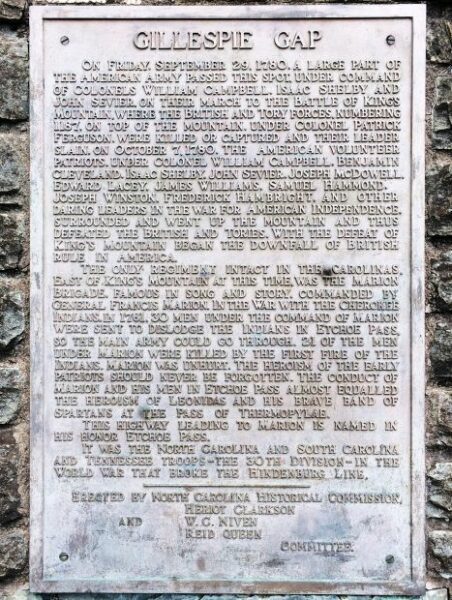 GILLESPIE GAP
ON FRIDAY, SEPTEMBER 29, 1780, A LARGE PART OF
THE AMERICAN ARMY PASSED THIS SPOT, UNDER COMMAND
OF COLONELS WILLIAM CAMPBELL, ISAAC SHELBY AND
JOHN SEVIER, ON THEIR MARCH TO THE BATTLE OF KING'S
MOUNTAIN, WHERE THE BRITISH AND TORY FORCES, NUMBERING
1187, ON TOP OF THE MOUNTAIN, UNDER COLONEL PATRICK
FERGUSON, WERE KILLED OR CAPTURED AND THEIR LEADER
SLAIN ON OCTOBER 7, 1780. THE AMERICAN VOLUNTEER
PATRIOTS, UNDER COLONEL WILLIAM CAMPBELL, BENJAMIN
CLEVELAND, ISAAC SHELBY, JOHN SEVIER, JOSEPH McDOWELL,
EDWARD LACEY, JAMES WILLIAMS, SAMUEL HAMMOND,
JOSEPH WINSTON, FREDERICK HAMBRIGHT, AND OTHER
DARING LEADERS IN THE WAR FOR AMERICAN INDEPENDENCE,
SURROUNDED AND WENT UP THE MOUNTAIN AND THUS
DEFEATED THE BRITISH AND TORIES. WITH THE DEFEAT OF
KING'S MOUNTAIN BEGAN THE DOWNFALL OF BRITISH
RULE IN AMERICA.
THE ONLY REGIMENT INTACT IN THE CAROLINAS,
EAST OF KING'S MOUNTAIN AT THIS TIME, WAS THE MARION
BRIGADE, FAMOUS IN SONG AND STORY, COMMANDED BY
GENERAL FRANCIS MARION. IN THE WAR WITH THE CHEROKEE
INDIANS, IN 1761, 30 MEN UNDER THE COMMAND OF MARION
WERE SENT TO DISLODGE THE INDIANS IN ETCHOE PASS,
SO THE MAIN ARMY COULD GO THROUGH. 21 OF THE MEN
UNDER MARION WERE KILLED BY THE FIRST FIRE OF THE
INDIANS. MARION WAS UNHURT. THE HEROISM OF THE EARLY
PATRIOTS SHOULD NEVER BE FORGOTTEN. THE CONDUCT OF
MARION AND HIS MEN IN ETCHOE PASS ALMOST EQUALLED
THE HEROISM OF LEONIDAS AND HIS BRAVE BAND OF
SPARTANS AT THE PASS OF THERMOPYLAE.
THIS HIGHWAY LEADING TO MARION IS NAMED IN
HIS HONOR ETCHOE PASS.
IT WAS THE NORTH CAROLINA AND SOUTH CAROLINA
AND TENNESSEE TROOPS-THE 30TH DIVISION-IN THE
WORLD WAR THAT BROKE THE HINDENBURG LINE.
ERECTED BY NORTH CAROLINA HISTORICAL COMMISSION,
HERIOT CLARKSON
AND W. C. NIVEN
REID QUEEN
COMMITTEE.